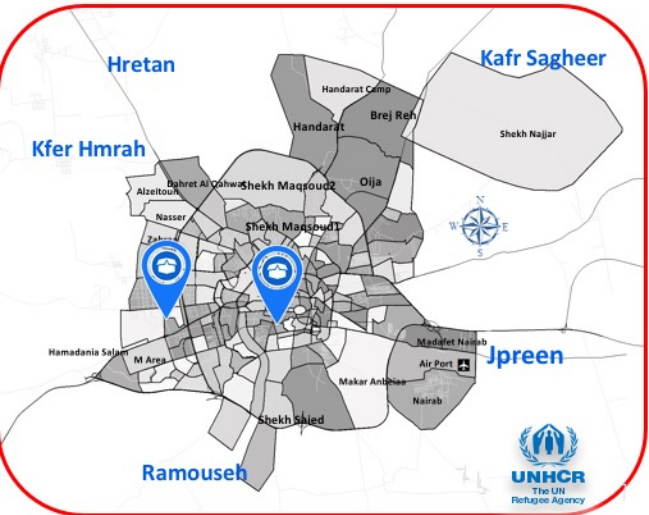 Hretan
Kafr Sagheer
Handarat Camp
Brej Reh
Handarat
Shekh Najjar
Kfer Hmrah
Dahret Al Qahwa
Shekh Maqsoud2
Oija
Alzeitoun
Nasser
Shekh Maqsoud1
N
W
E
S
Hamadania Salam
M Area
Madafet Nairab
Air Port
Jpreen
Makar Anbeiaa
Nairab
Shekh Saied
Ramouseh
UNHCR
The UN
Refugee Agency